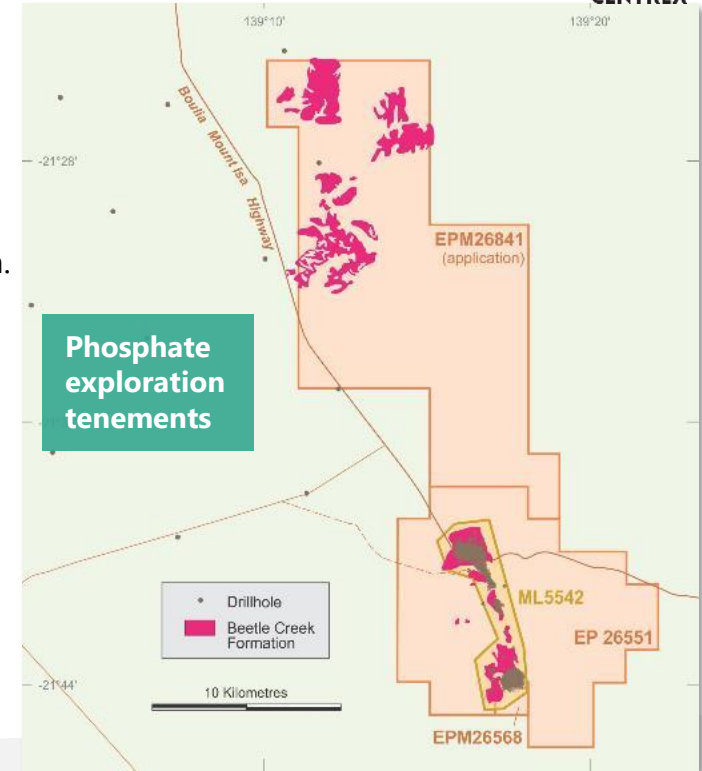 CENTREX
139°10'
139°20'
Boulia Mount Isa Highway
-21°28'
EPM26841
(application)
Phosphate
exploration
tenements
ML5542
Drillhole
Beetle Creek
Formation
EP 26551
10 Kilometres
-21°44'
EPM26568